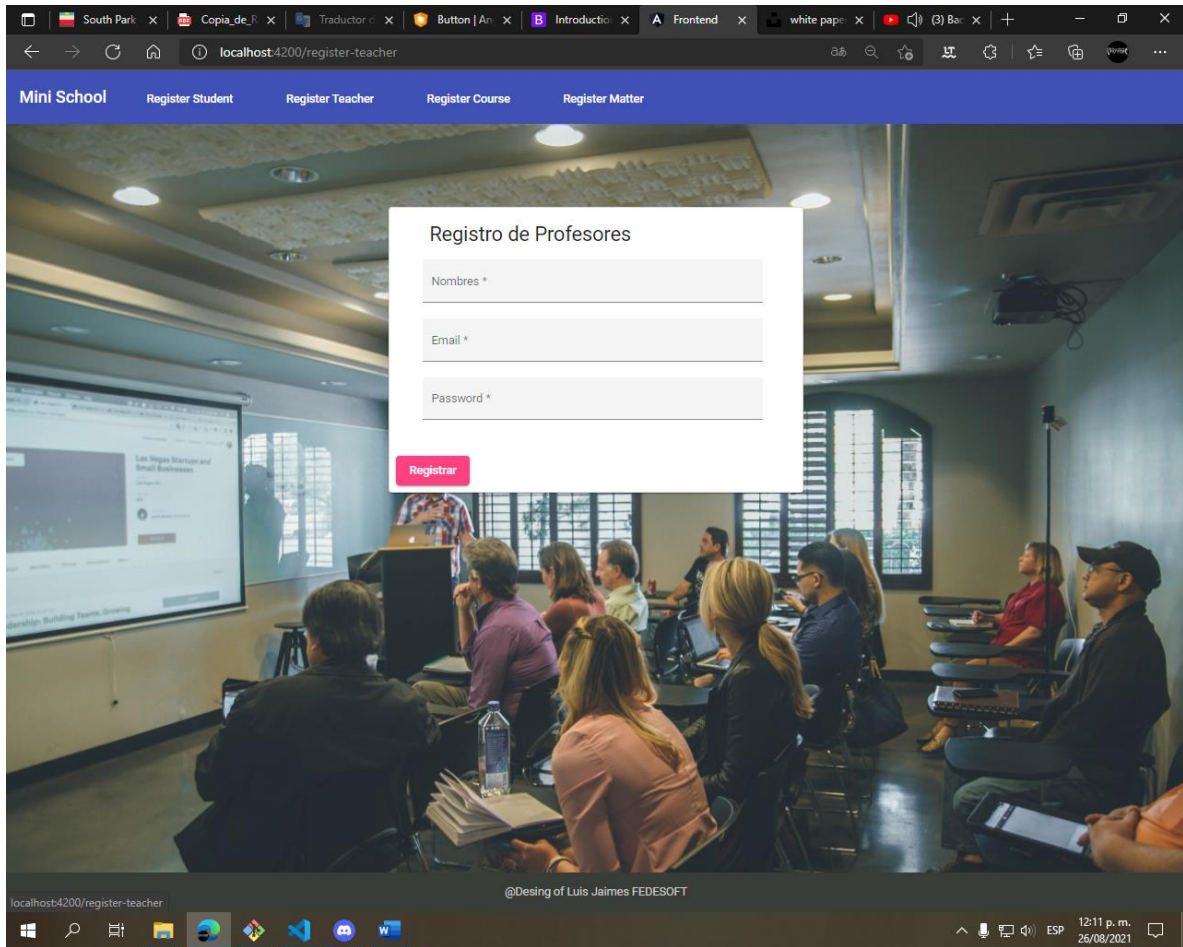 South Park
Copia_de_R
Traductor d
Button | An
Introductio
Frontend
white pape
(3) Bac
localhost:4200/register-teacher
Mini School
Register Student
Register Teacher
Register Course
Register Matter
Registro de Profesores
Nombres *
Email *
Password *
Registrar
Las Vegas Startups and
Small Businesses
@Desing of Luis Jaimes FEDESOFT
localhost:4200/register-teacher
ESP
12:11 p. m.
26/08/2021